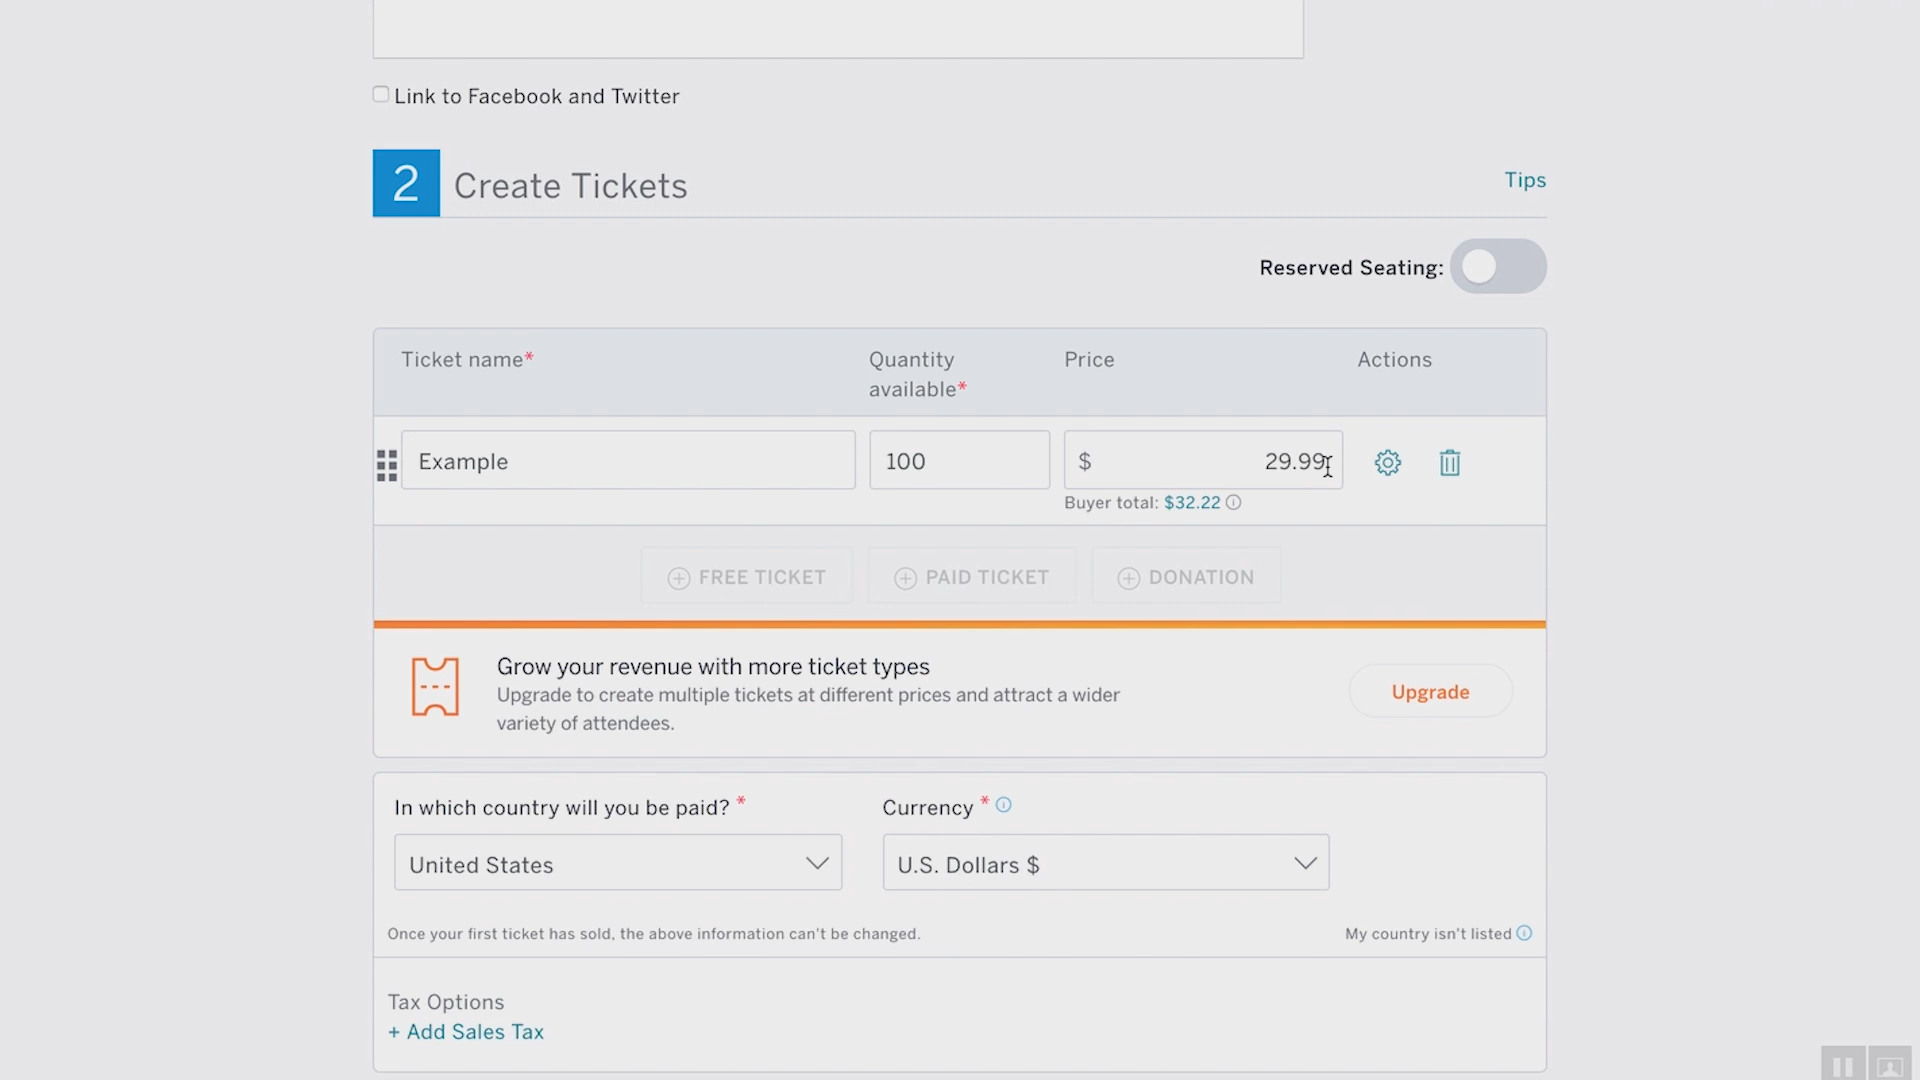 Link to Facebook and Twitter
2 Create Tickets
Tips
Reserved Seating:
Ticket name*
Quantity
available*
Price
Actions
Example
100
$ 29.99
Buyer total: $32.22
FREE TICKET
PAID TICKET
DONATION
Grow your revenue with more ticket types
Upgrade to create multiple tickets at different prices and attract a wider
variety of attendees.
Upgrade
In which country will you be paid? *
Currency *
United States
U.S. Dollars $
Once your first ticket has sold, the above information can't be changed.
My country isn't listed
Tax Options
+ Add Sales Tax